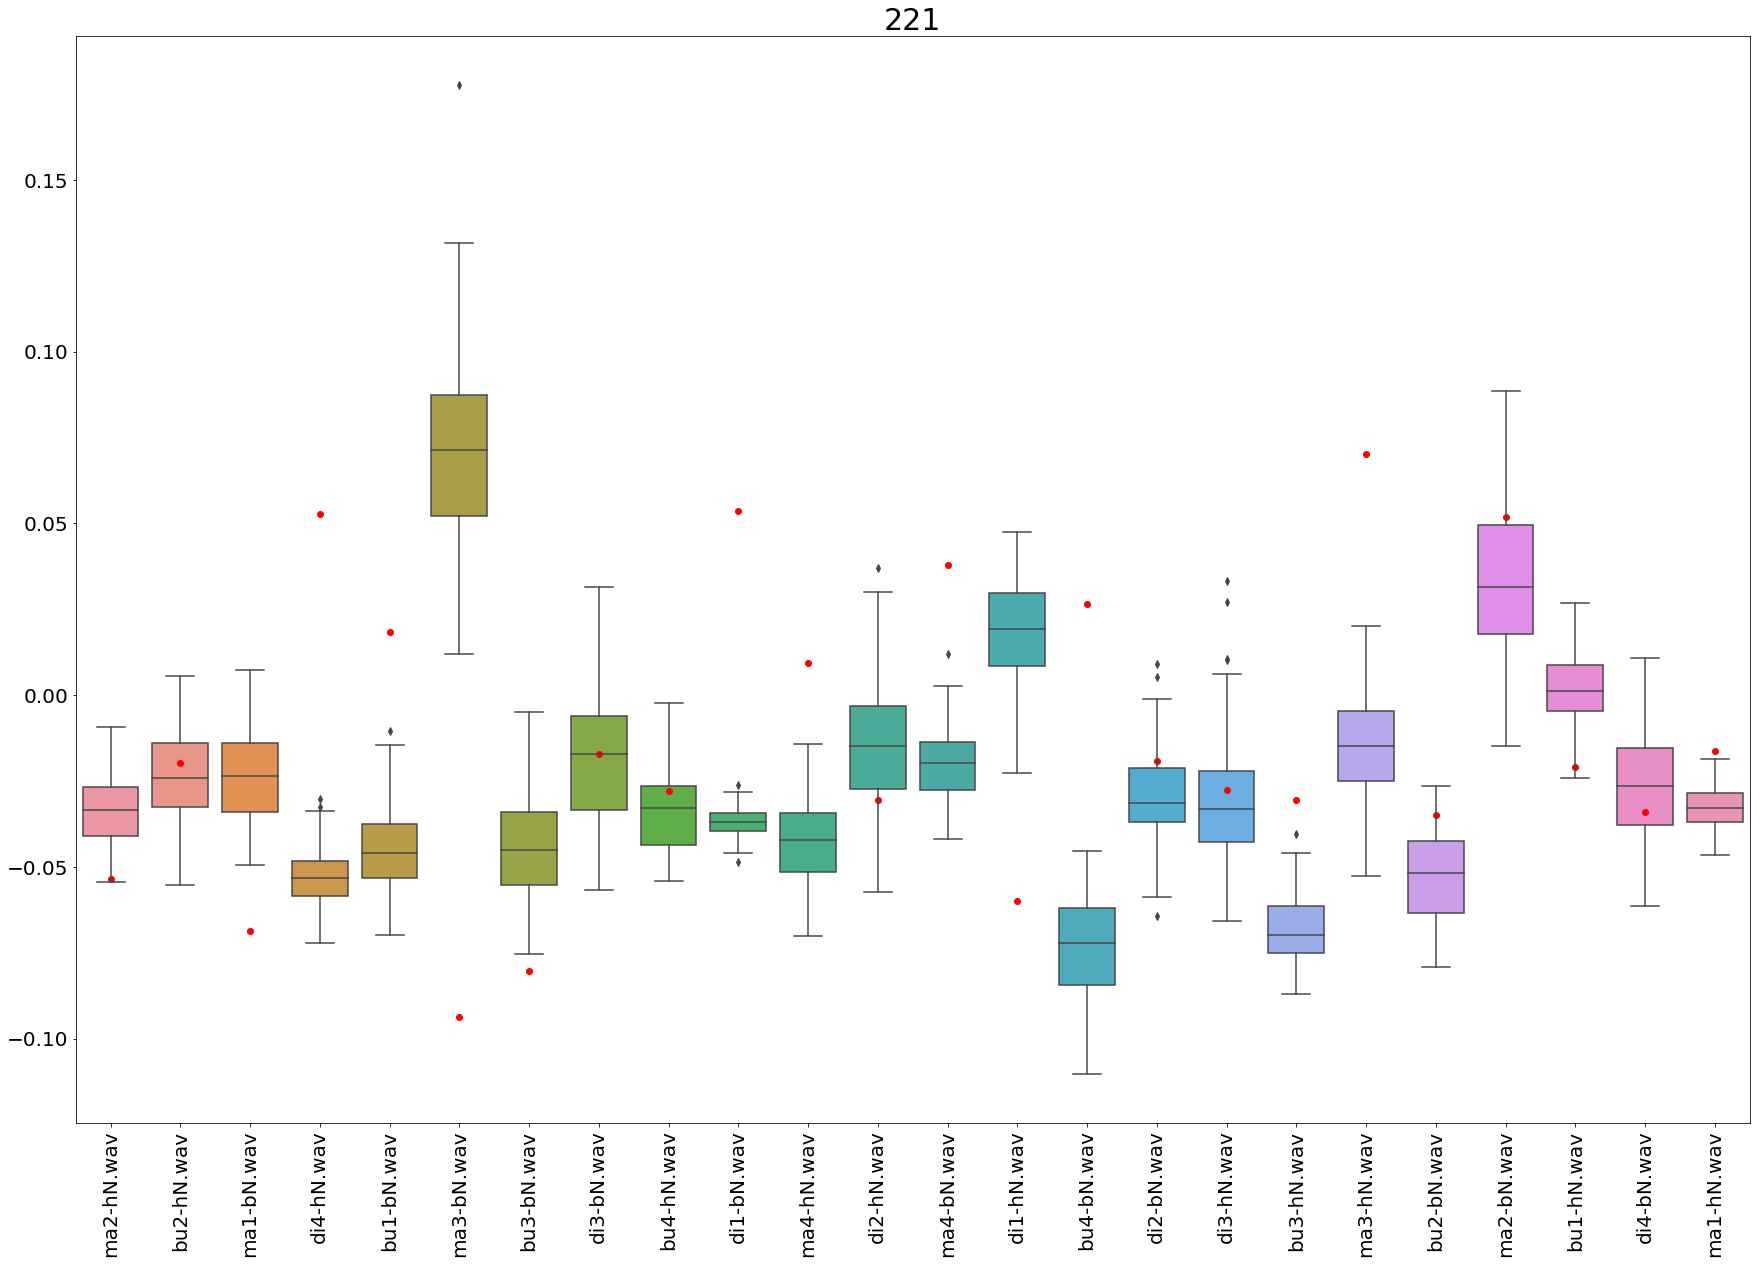 221
0.15
0.10
0.05
0.00
−0.05
−0.10
ma2-hN.wav
bu2-hN.wav
ma1-bN.wav
di4-hN.wav
bu1-bN.wav
ma3-bN.wav
bu3-bN.wav
di3-bN.wav
bu4-hN.wav
di1-bN.wav
ma4-hN.wav
di2-hN.wav
ma4-bN.wav
di1-hN.wav
bu4-bN.wav
di2-bN.wav
di3-hN.wav
bu3-hN.wav
ma3-hN.wav
bu2-bN.wav
ma2-bN.wav
bu1-hN.wav
di4-bN.wav
ma1-hN.wav